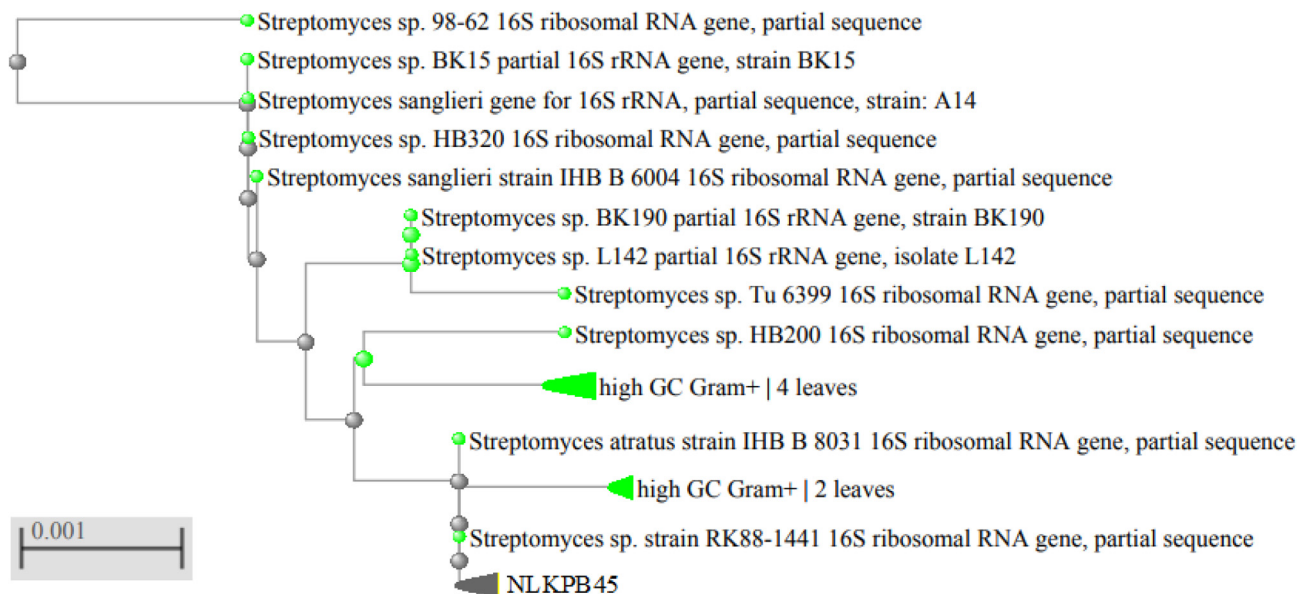 Streptomyces sp. 98-62 16S ribosomal RNA gene, partial sequence
Streptomyces sp. BK15 partial 16S rRNA gene, strain BK15
Streptomyces sanglieri gene for 16S rRNA, partial sequence, strain: A14
Streptomyces sp. HB320 16S ribosomal RNA gene, partial sequence
Streptomyces sanglieri strain IHB B 6004 16S ribosomal RNA gene, partial sequence
Streptomyces sp. BK190 partial 16S rRNA gene, strain BK190
Streptomyces sp. L142 partial 16S rRNA gene, isolate L142
Streptomyces sp. Tu 6399 16S ribosomal RNA gene, partial sequence
Streptomyces sp. HB200 16S ribosomal RNA gene, partial sequence
high GC Gram+ | 4 leaves
Streptomyces atratus strain IHB B 8031 16S ribosomal RNA gene, partial sequence
high GC Gram+ | 2 leaves
0.001
Streptomyces sp. strain RK88-1441 16S ribosomal RNA gene, partial sequence
NLKPB45